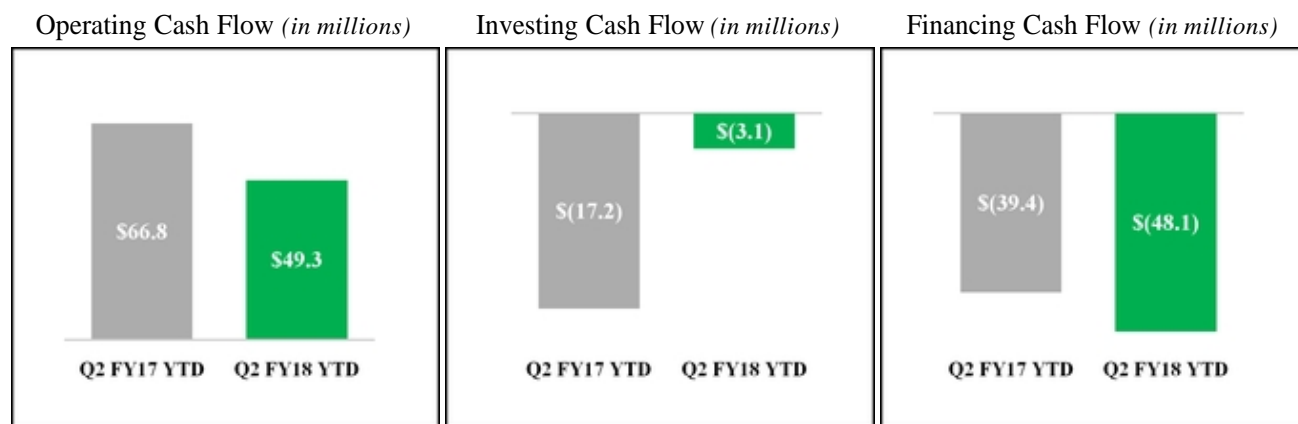 Operating Cash Flow (in millions)
$66.8
$49.3
Q2 FY17 YTD Q2 FY18 YTD
Investing Cash Flow (in millions)
$(3.1)
$(17.2)
Q2 FY17 YTD Q2 FY18 YTD
Financing Cash Flow (in millions)
$(39.4)
$(48.1)
Q2 FY17 YTD Q2 FY18 YTD